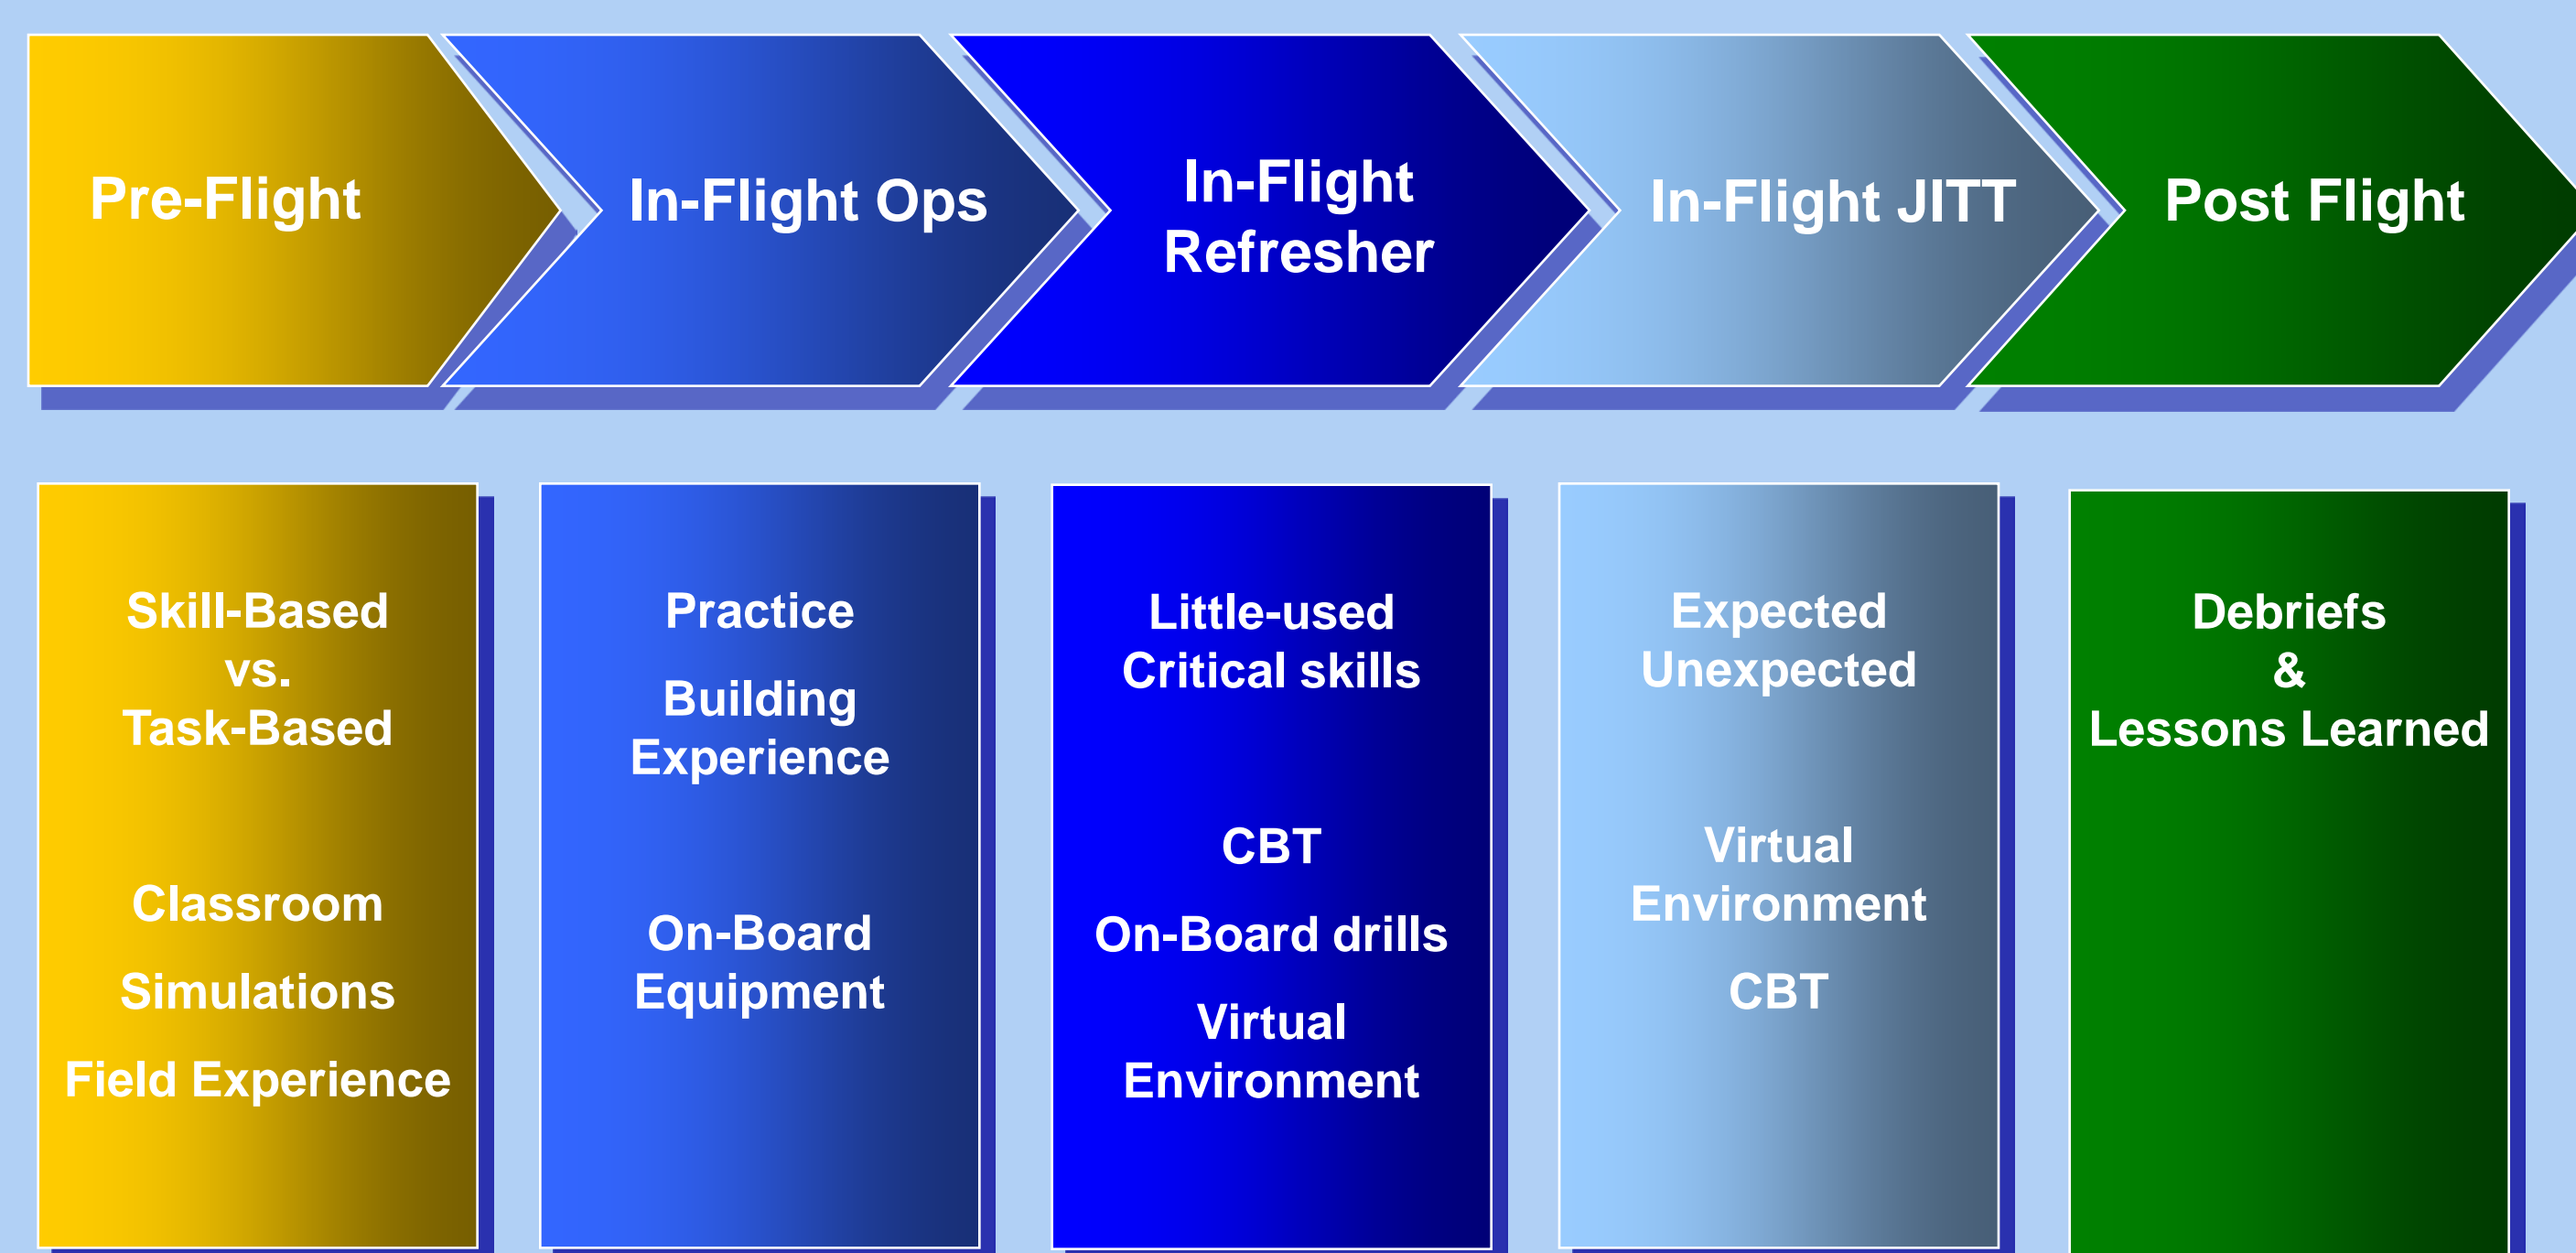 Pre-Flight
In-Flight Ops
In-Flight
Refresher
In-Flight JITT
Post Flight
Skill-Based
vs.
Task-Based
Classroom
Simulations
Field Experience
Practice
Building
Experience
On-Board
Equipment
Little-used
Critical skills
CBT
On-Board drills
Virtual
Environment
Expected
Unexpected
Virtual
Environment
CBT
Debriefs
&
Lessons Learned